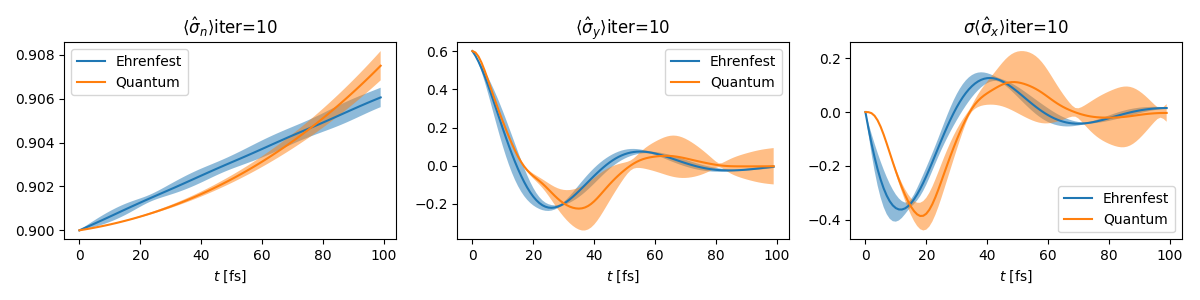 ⟨σ̂ₙ⟩iter=10
0.908
0.906
0.904
0.902
0.900
Ehrenfest
Quantum
0 20 40 60 80 100
t [fs]
⟨σ̂ᵧ⟩iter=10
0.6
0.4
0.2
0.0
−0.2
Ehrenfest
Quantum
0 20 40 60 80 100
t [fs]
σ⟨σ̂ₓ⟩iter=10
0.2
0.0
−0.2
−0.4
Ehrenfest
Quantum
0 20 40 60 80 100
t [fs]